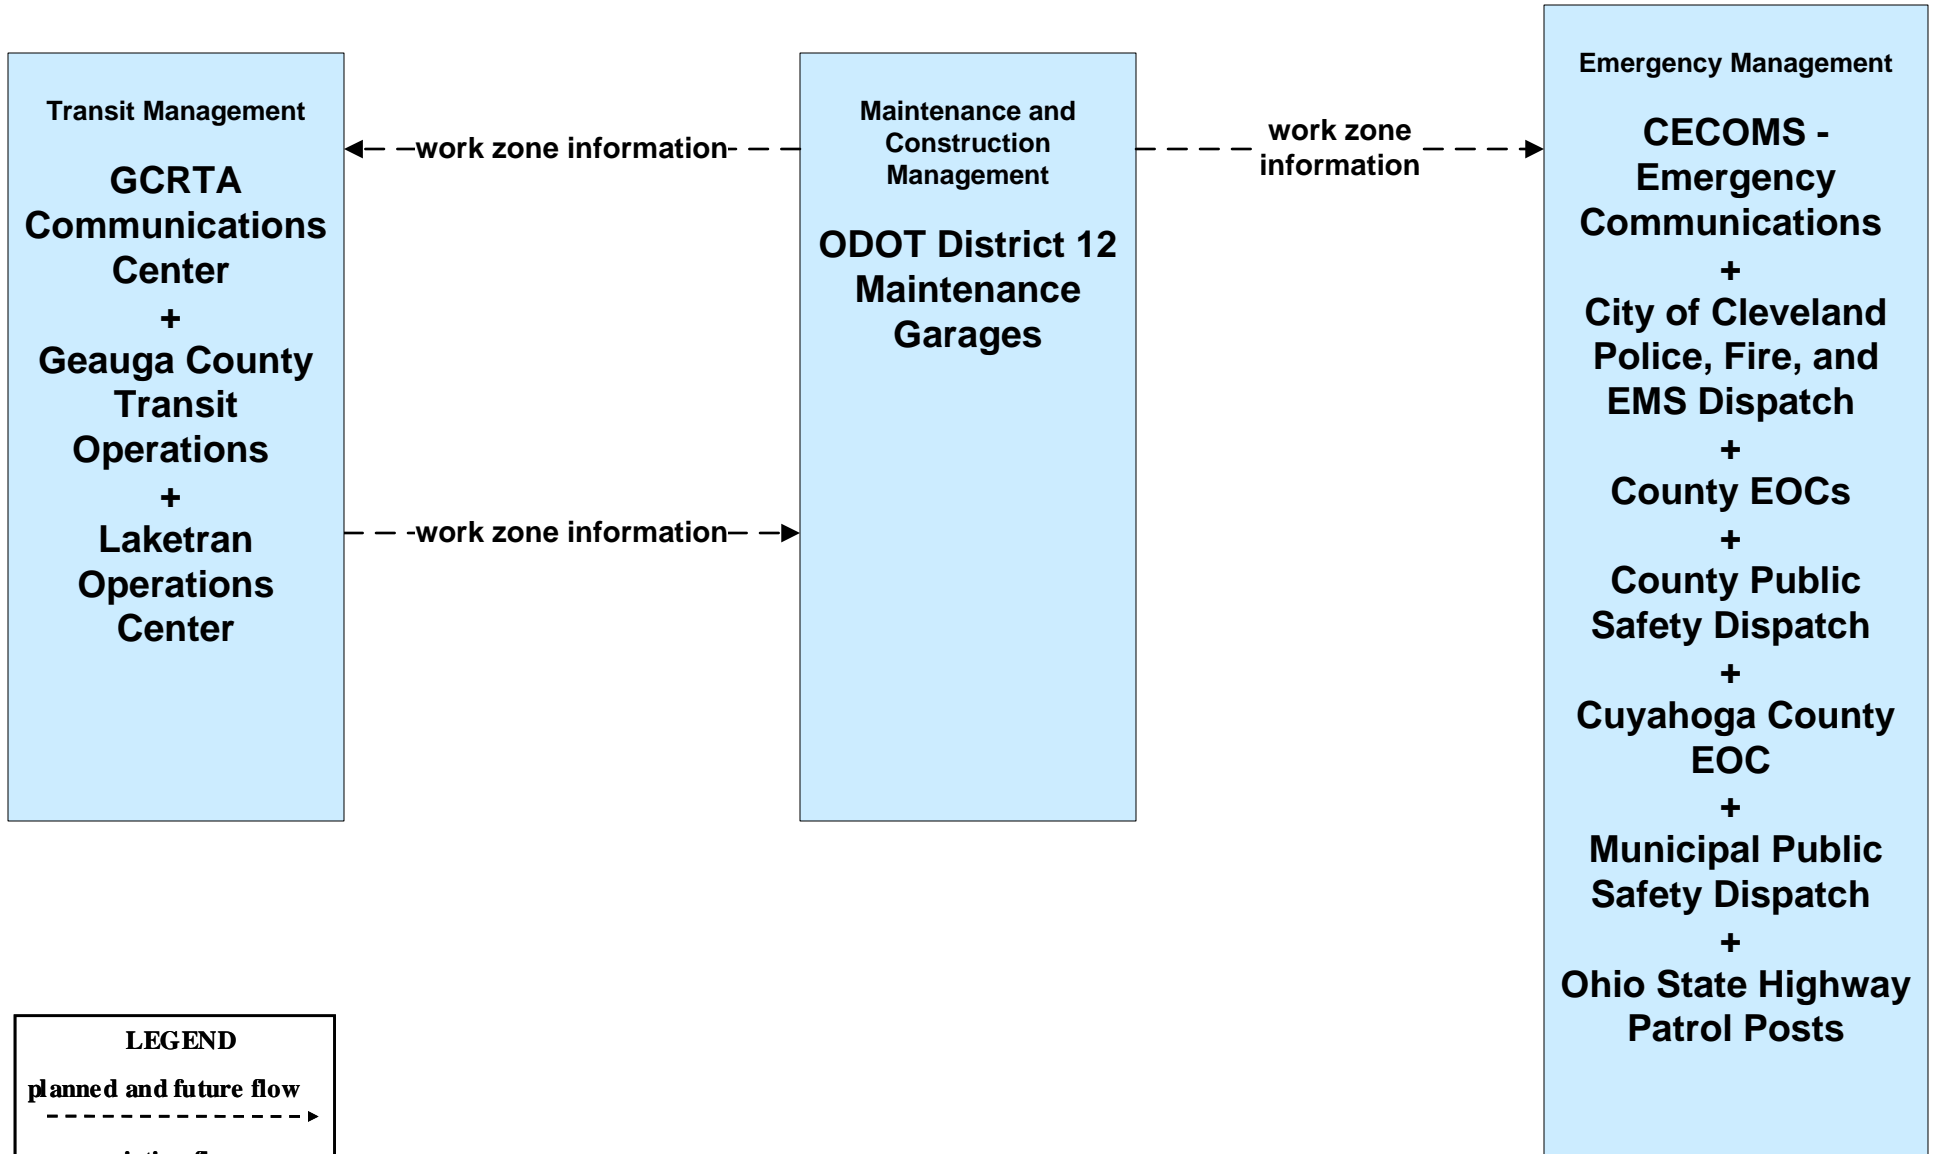 Transit Management
GCRTA
Communications
Center
+
Geauga County
Transit
Operations
+
Laketran
Operations
Center
work zone information
work zone information
Maintenance and
Construction
Management
ODOT District 12
Maintenance
Garages
work zone
information
Emergency Management
CECOMS -
Emergency
Communications
+
City of Cleveland
Police, Fire, and
EMS Dispatch
+
County EOCs
+
County Public
Safety Dispatch
+
Cuyahoga County
EOC
+
Municipal Public
Safety Dispatch
+
Ohio State Highway
Patrol Posts
LEGEND
planned and future flow